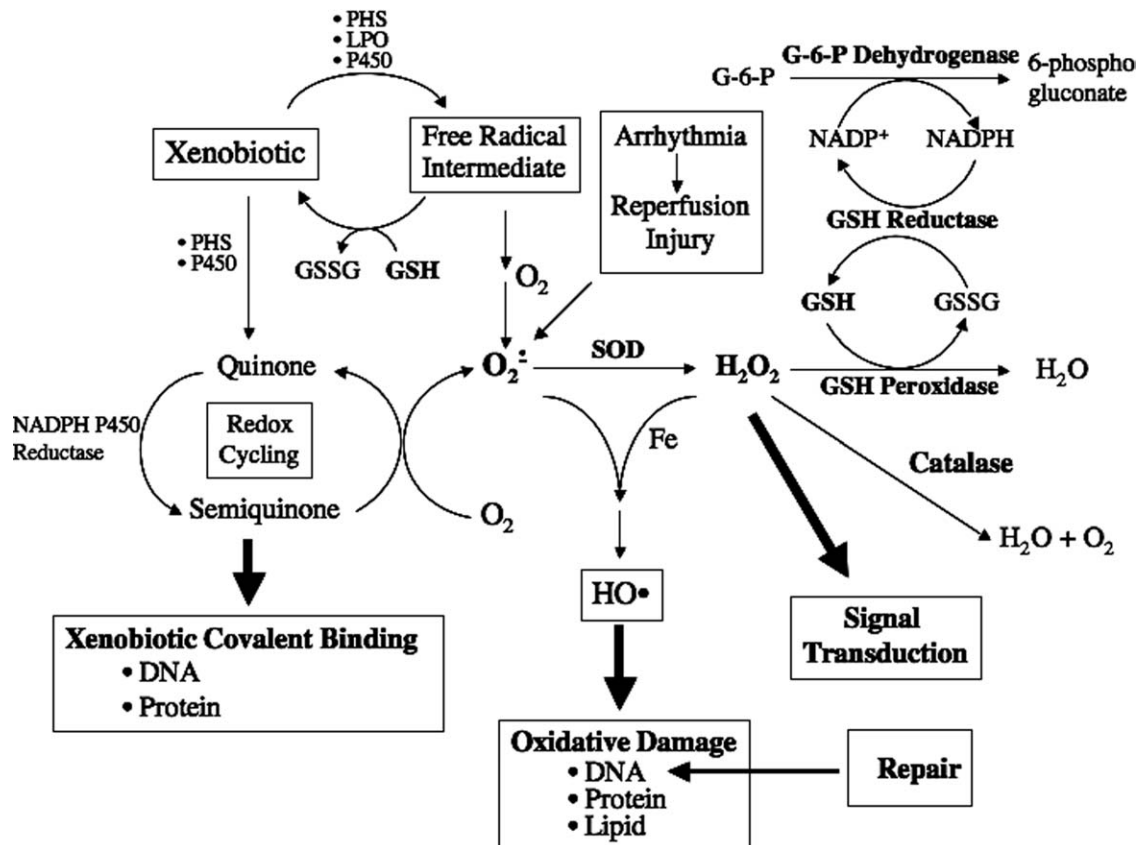 • PHS
• LPO
• P450
G-6-P Dehydrogenase
G-6-P
6-phospho
gluconate
Xenobiotic
Free Radical
Intermediate
Arrhythmia
Reperfusion
Injury
NADP⁺
NADPH
GSH Reductase
• PHS
• P450
GSSG
GSH
O₂
GSH
GSSG
Quinone
O₂•̲
SOD
H₂O₂
GSH Peroxidase
H₂O
NADPH P450
Reductase
Redox
Cycling
Fe
Catalase
Semiquinone
O₂
H₂O + O₂
HO•
Signal
Transduction
Xenobiotic Covalent Binding
• DNA
• Protein
Oxidative Damage
• DNA
• Protein
• Lipid
Repair